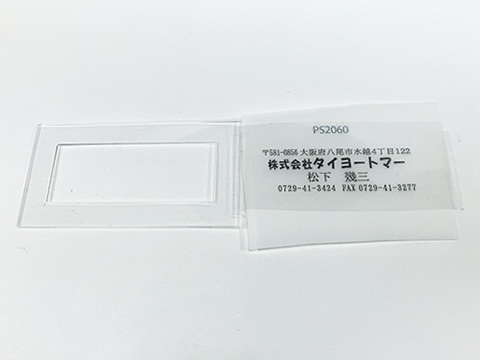 PS2060
〒581-0856 大阪府八尾市水越4丁目122
株式会社タイヨートマー
松下 幾三
0729-41-3424 FAX 0729-41-3277